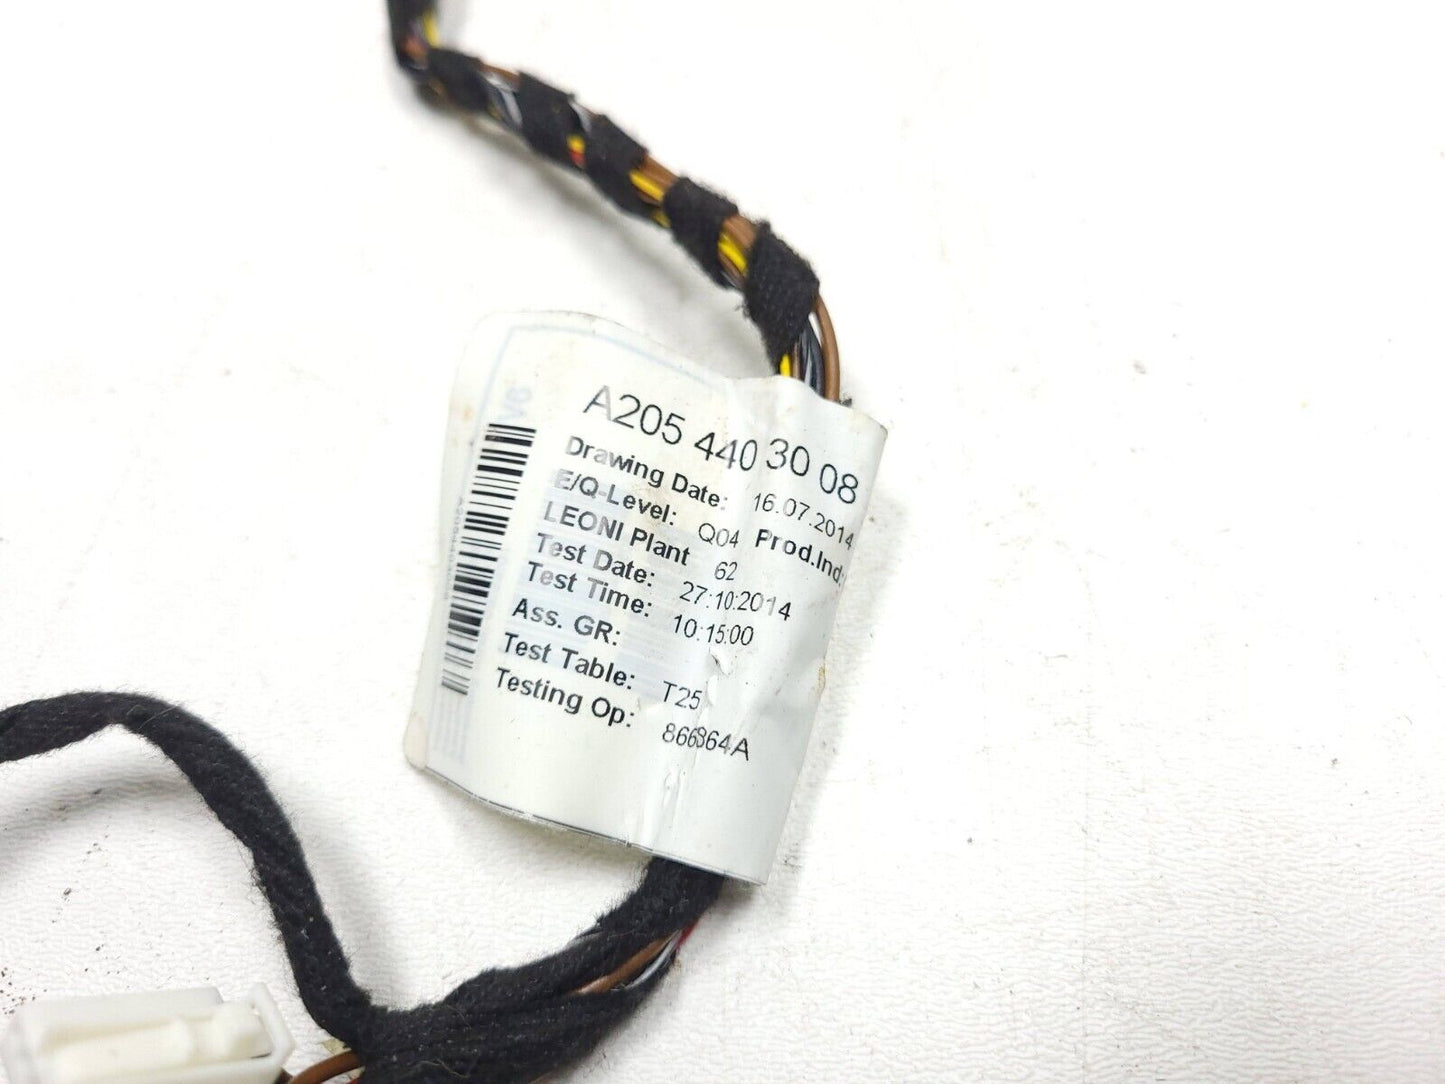 A205 440 30 08
Drawing Date: 16.07.2014
E/Q-Level: Q04 Prod.Ind:
LEONI Plant 62
Test Date: 27:10:2014
Test Time: 10:15:00
Ass. GR:
Test Table: T25
Testing Op: 866864A